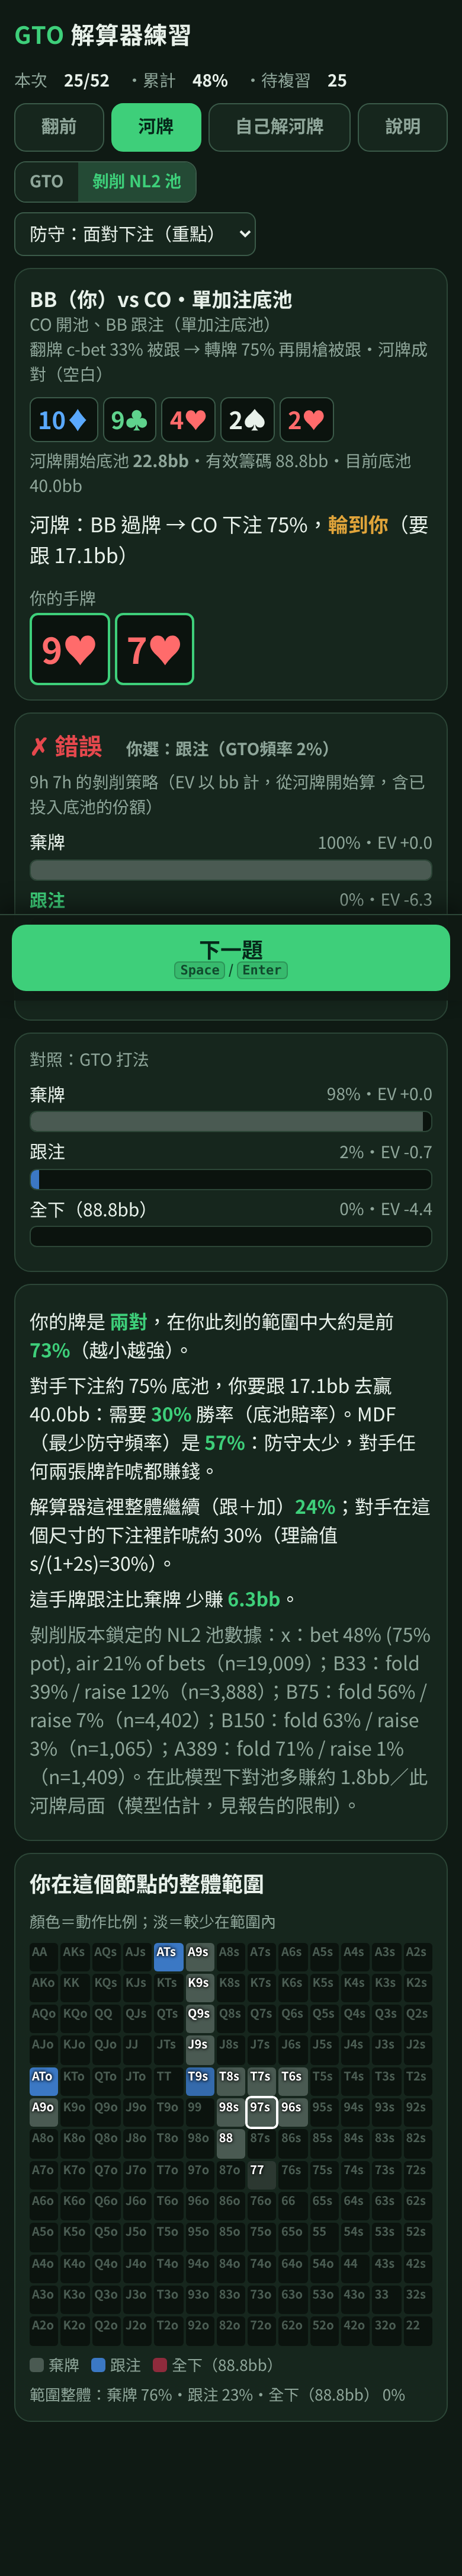 GTO 解算器練習
本次 25/52 ・累計 48% ・待複習 25
翻前 河牌 自己解河牌 說明
GTO 剝削 NL2 池
防守：面對下注（重點）
BB（你）vs CO・單加注底池
CO 開池、BB 跟注（單加注底池）
翻牌 c-bet 33% 被跟 → 轉牌 75% 再開槍被跟・河牌成
對（空白）
10♦ 9♣ 4♥ 2♠ 2♥
河牌開始底池 22.8bb・有效籌碼 88.8bb・目前底池
40.0bb
河牌：BB 過牌 → CO 下注 75%，輪到你（要
跟 17.1bb）
你的手牌
9♥ 7♥
✗ 錯誤 你選：跟注（GTO頻率 2%）
9h 7h 的剝削策略（EV 以 bb 計，從河牌開始算，含已
投入底池的份額）
棄牌 100%・EV +0.0
跟注 0%・EV -6.3
下一題
Space / Enter
對照：GTO 打法
棄牌 98%・EV +0.0
跟注 2%・EV -0.7
全下（88.8bb） 0%・EV -4.4
你的牌是 兩對，在你此刻的範圍中大約是前
73%（越小越強）。
對手下注約 75% 底池，你要跟 17.1bb 去贏
40.0bb：需要 30% 勝率（底池賠率）。MDF
（最少防守頻率）是 57%：防守太少，對手任
何兩張牌詐唬都賺錢。
解算器這裡整體繼續（跟＋加）24%；對手在這
個尺寸的下注裡詐唬約 30%（理論值
s/(1+2s)=30%）。
這手牌跟注比棄牌 少賺 6.3bb。
剝削版本鎖定的 NL2 池數據：x：bet 48% (75%
pot), air 21% of bets（n=19,009）；B33：fold
39% / raise 12%（n=3,888）；B75：fold 56% /
raise 7%（n=4,402）；B150：fold 63% / raise
3%（n=1,065）；A389：fold 71% / raise 1%
（n=1,409）。在此模型下對池多賺約 1.8bb／此
河牌局面（模型估計，見報告的限制）。
你在這個節點的整體範圍
顏色＝動作比例；淡＝較少在範圍內
AA AKs AQs AJs ATs A9s A8s A7s A6s A5s A4s A3s A2s
AKo KK KQs KJs KTs K9s K8s K7s K6s K5s K4s K3s K2s
AQo KQo QQ QJs QTs Q9s Q8s Q7s Q6s Q5s Q4s Q3s Q2s
AJo KJo QJo JJ JTs J9s J8s J7s J6s J5s J4s J3s J2s
ATo KTo QTo JTo TT T9s T8s T7s T6s T5s T4s T3s T2s
A9o K9o Q9o J9o T9o 99 98s 97s 96s 95s 94s 93s 92s
A8o K8o Q8o J8o T8o 98o 88 87s 86s 85s 84s 83s 82s
A7o K7o Q7o J7o T7o 97o 87o 77 76s 75s 74s 73s 72s
A6o K6o Q6o J6o T6o 96o 86o 76o 66 65s 64s 63s 62s
A5o K5o Q5o J5o T5o 95o 85o 75o 65o 55 54s 53s 52s
A4o K4o Q4o J4o T4o 94o 84o 74o 64o 54o 44 43s 42s
A3o K3o Q3o J3o T3o 93o 83o 73o 63o 53o 43o 33 32s
A2o K2o Q2o J2o T2o 92o 82o 72o 62o 52o 42o 32o 22
棄牌 跟注 全下（88.8bb）
範圍整體：棄牌 76%・跟注 23%・全下（88.8bb） 0%